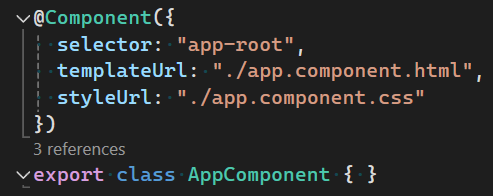 @Component({
  selector: "app-root",
  templateUrl: "./app.component.html",
  styleUrl: "./app.component.css"
})
3 references
export class AppComponent { }